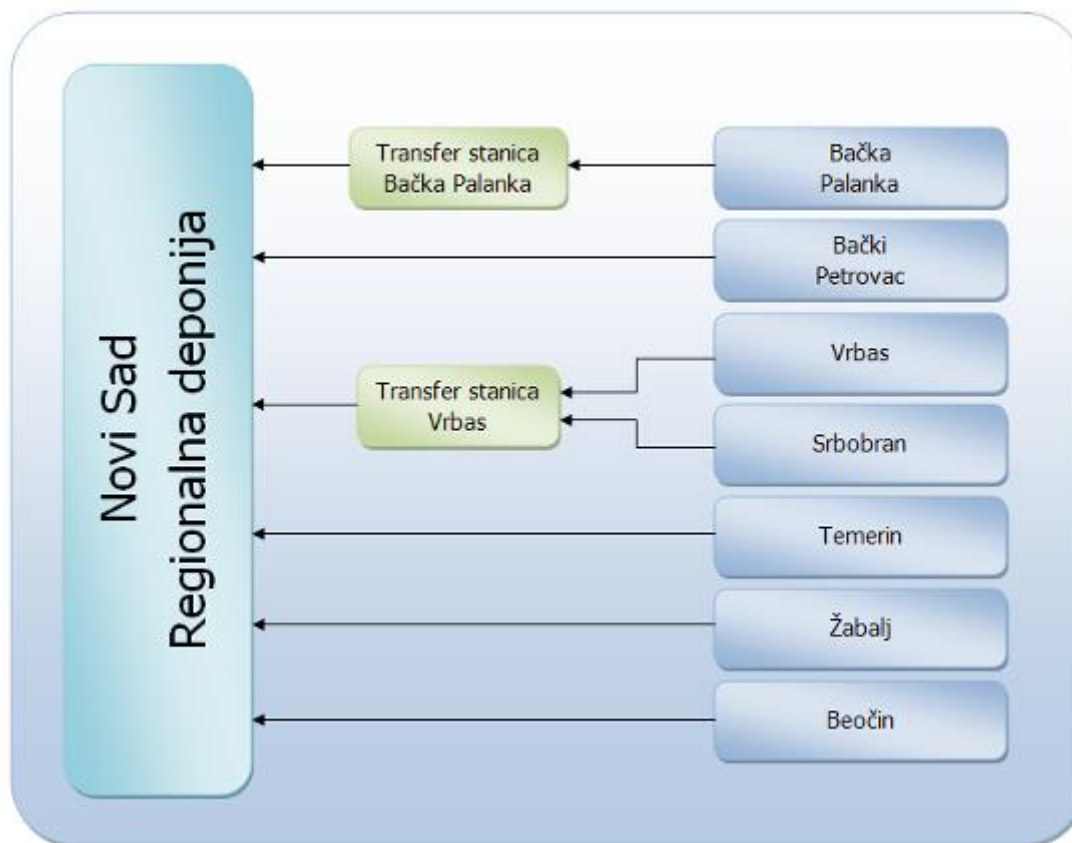 Novi Sad
Regionalna deponija
Transfer stanica
Bačka Palanka
Bačka
Palanka
Bački
Petrovac
Transfer stanica
Vrbas
Vrbas
Srbobran
Temerin
Žabalj
Beočin